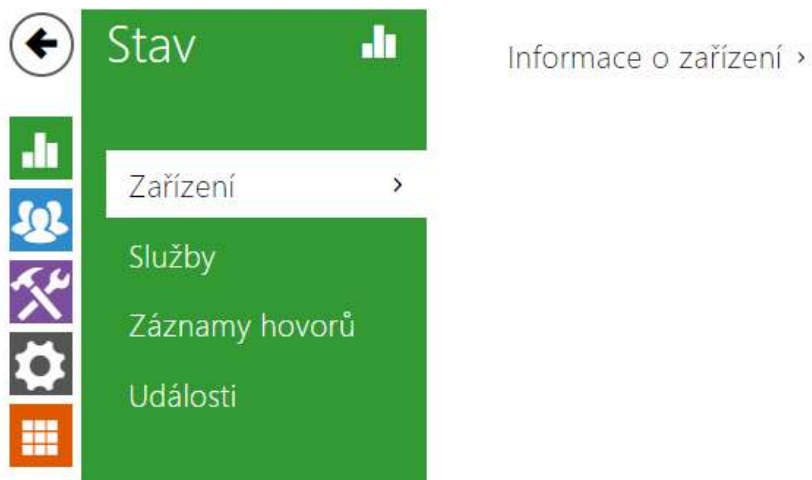 Stav
Informace o zařízení ›
Zařízení ›
Služby
Záznamy hovorů
Události